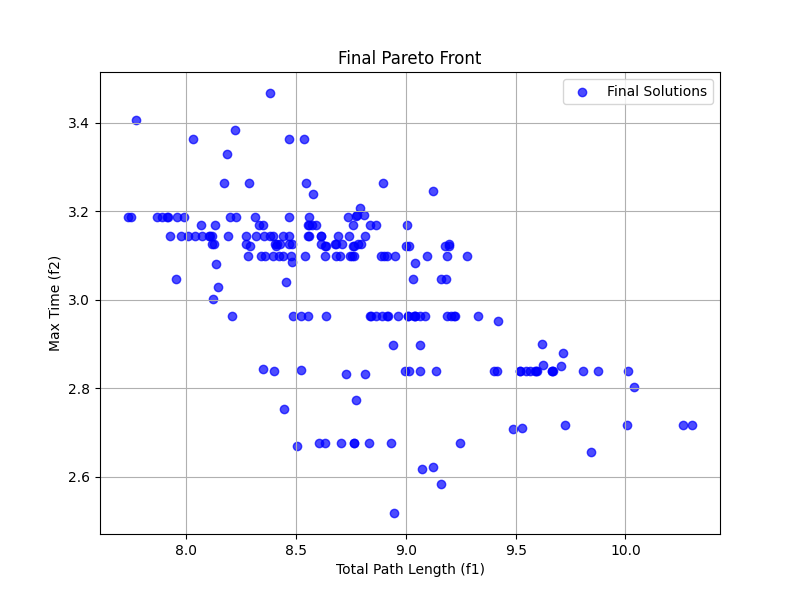 Final Pareto Front
Final Solutions
3.4
3.2
3.0
2.8
2.6
Max Time (f2)
8.0 8.5 9.0 9.5 10.0
Total Path Length (f1)